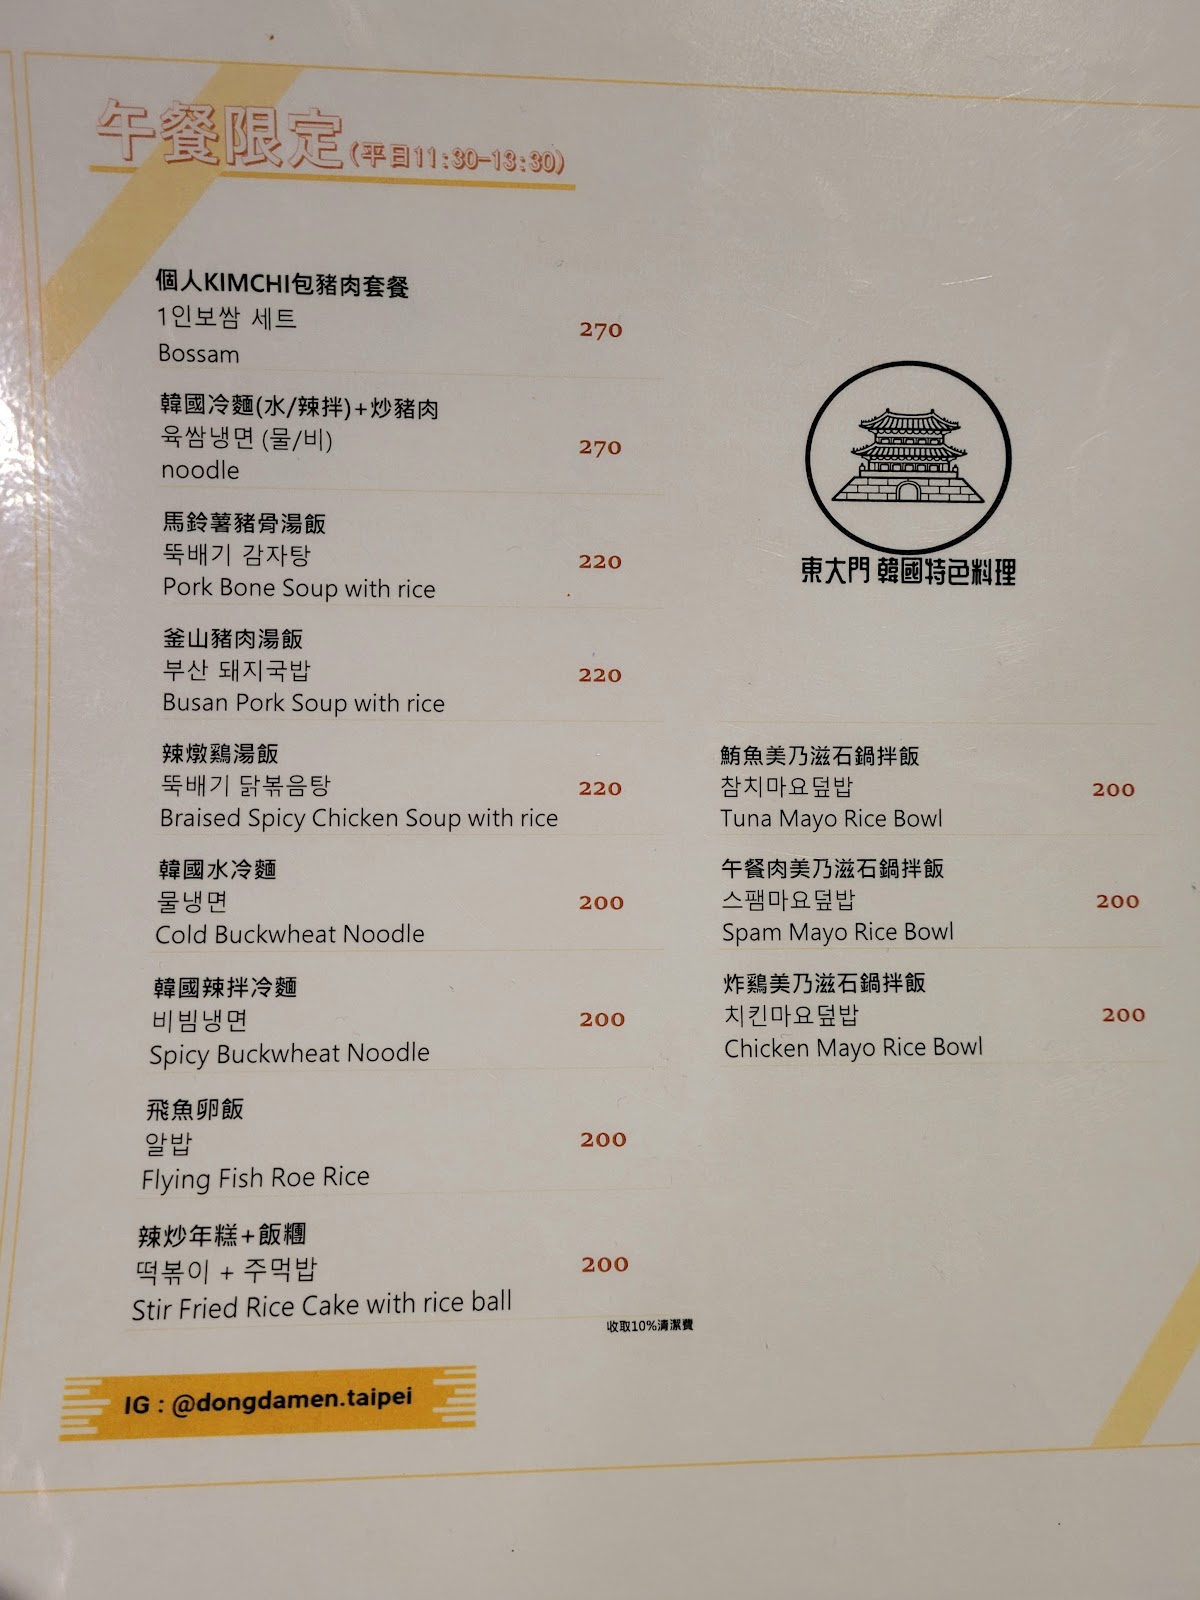 午餐限定(平日11:30-13:30)
個人KIMCHI包豬肉套餐
1인보쌈 세트
270
Bossam
韓國冷麵(水/辣拌)+炒豬肉
육쌈냉면 (물/비)
270
noodle
馬鈴薯豬骨湯飯
뚝배기 감자탕
220
Pork Bone Soup with rice
釜山豬肉湯飯
부산 돼지국밥
220
Busan Pork Soup with rice
辣燉鷄湯飯
뚝배기 닭볶음탕
220
Braised Spicy Chicken Soup with rice
韓國水冷麵
물냉면
200
Cold Buckwheat Noodle
韓國辣拌冷麵
비빔냉면
200
Spicy Buckwheat Noodle
飛魚卵飯
알밥
200
Flying Fish Roe Rice
辣炒年糕+飯糰
떡볶이 + 주먹밥
200
Stir Fried Rice Cake with rice ball
收取10%清潔費
IG : @dongdamen.taipei
東大門 韓國特色料理
鮪魚美乃滋石鍋拌飯
참치마요덮밥
200
Tuna Mayo Rice Bowl
午餐肉美乃滋石鍋拌飯
스팸마요덮밥
200
Spam Mayo Rice Bowl
炸鷄美乃滋石鍋拌飯
치킨마요덮밥
200
Chicken Mayo Rice Bowl